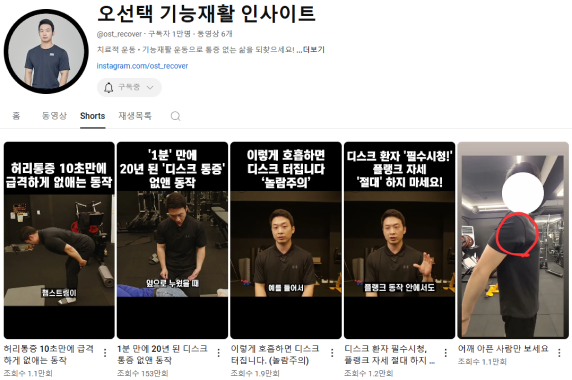 오선택 기능재활 인사이트
@ost_recover · 구독자 1만명 · 동영상 6개
치료적 운동 • 기능재활 운동으로 통증 없는 삶을 되찾으세요! ...더보기
instagram.com/ost_recover
구독중
홈 동영상 Shorts 재생목록
허리통증 10초만에
급격하게 없애는 동작
햄스트링이
'1분' 만에
20년 된 '디스크 통증'
없앤 동작
앞으로 누웠을 때
이렇게 호흡하면
디스크 터집니다
'놀람주의'
예를 들어서
디스크 환자 '필수시청!'
플랭크 자세
'절대' 하지 마세요!
플랭크 동작 안에서도
허리통증 10초만에 급격
하게 없애는 동작
조회수 1.1만회
1분 만에 20년 된 디스크
통증 없앤 동작
조회수 153만회
이렇게 호흡하면 디스크
터집니다. (놀람주의)
조회수 1.9만회
디스크 환자 필수시청,
플랭크 자세 절대 하지 ...
조회수 1.2만회
어깨 아픈 사람만 보세요
조회수 1.1만회